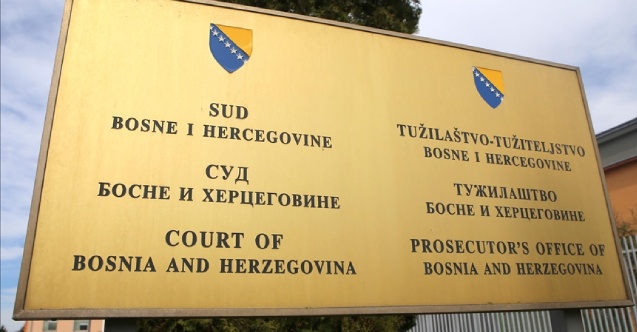 SUD
BOSNE I HERCEGOVINE
СУД
БОСНЕ И ХЕРЦЕГОВИНЕ
COURT OF
BOSNIA AND HERZEGOVINA
TUŽILAŠTVO-TUŽITELJSTVO
BOSNE I HERCEGOVINE
ТУЖИЛАШТВО
БОСНЕ И ХЕРЦЕГОВИНЕ
PROSECUTOR'S OFFICE OF
BOSNIA AND HERZEGOVINA